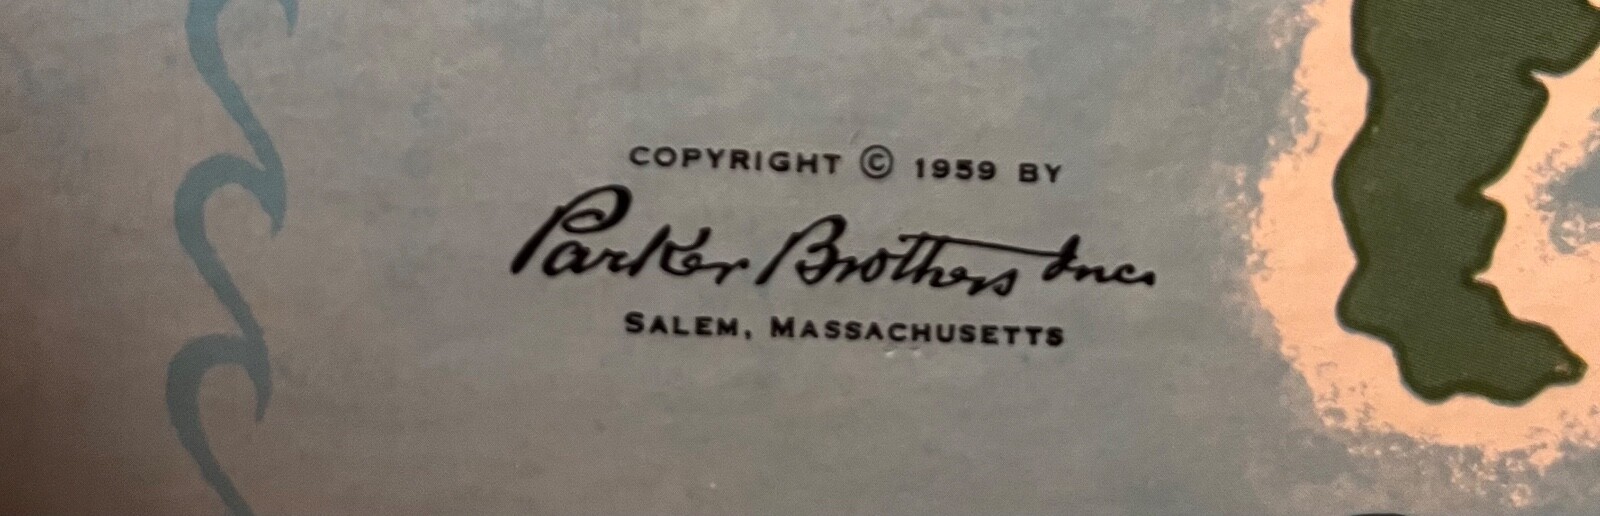 COPYRIGHT © 1959 BY
Parker Brothers Inc.
SALEM, MASSACHUSETTS